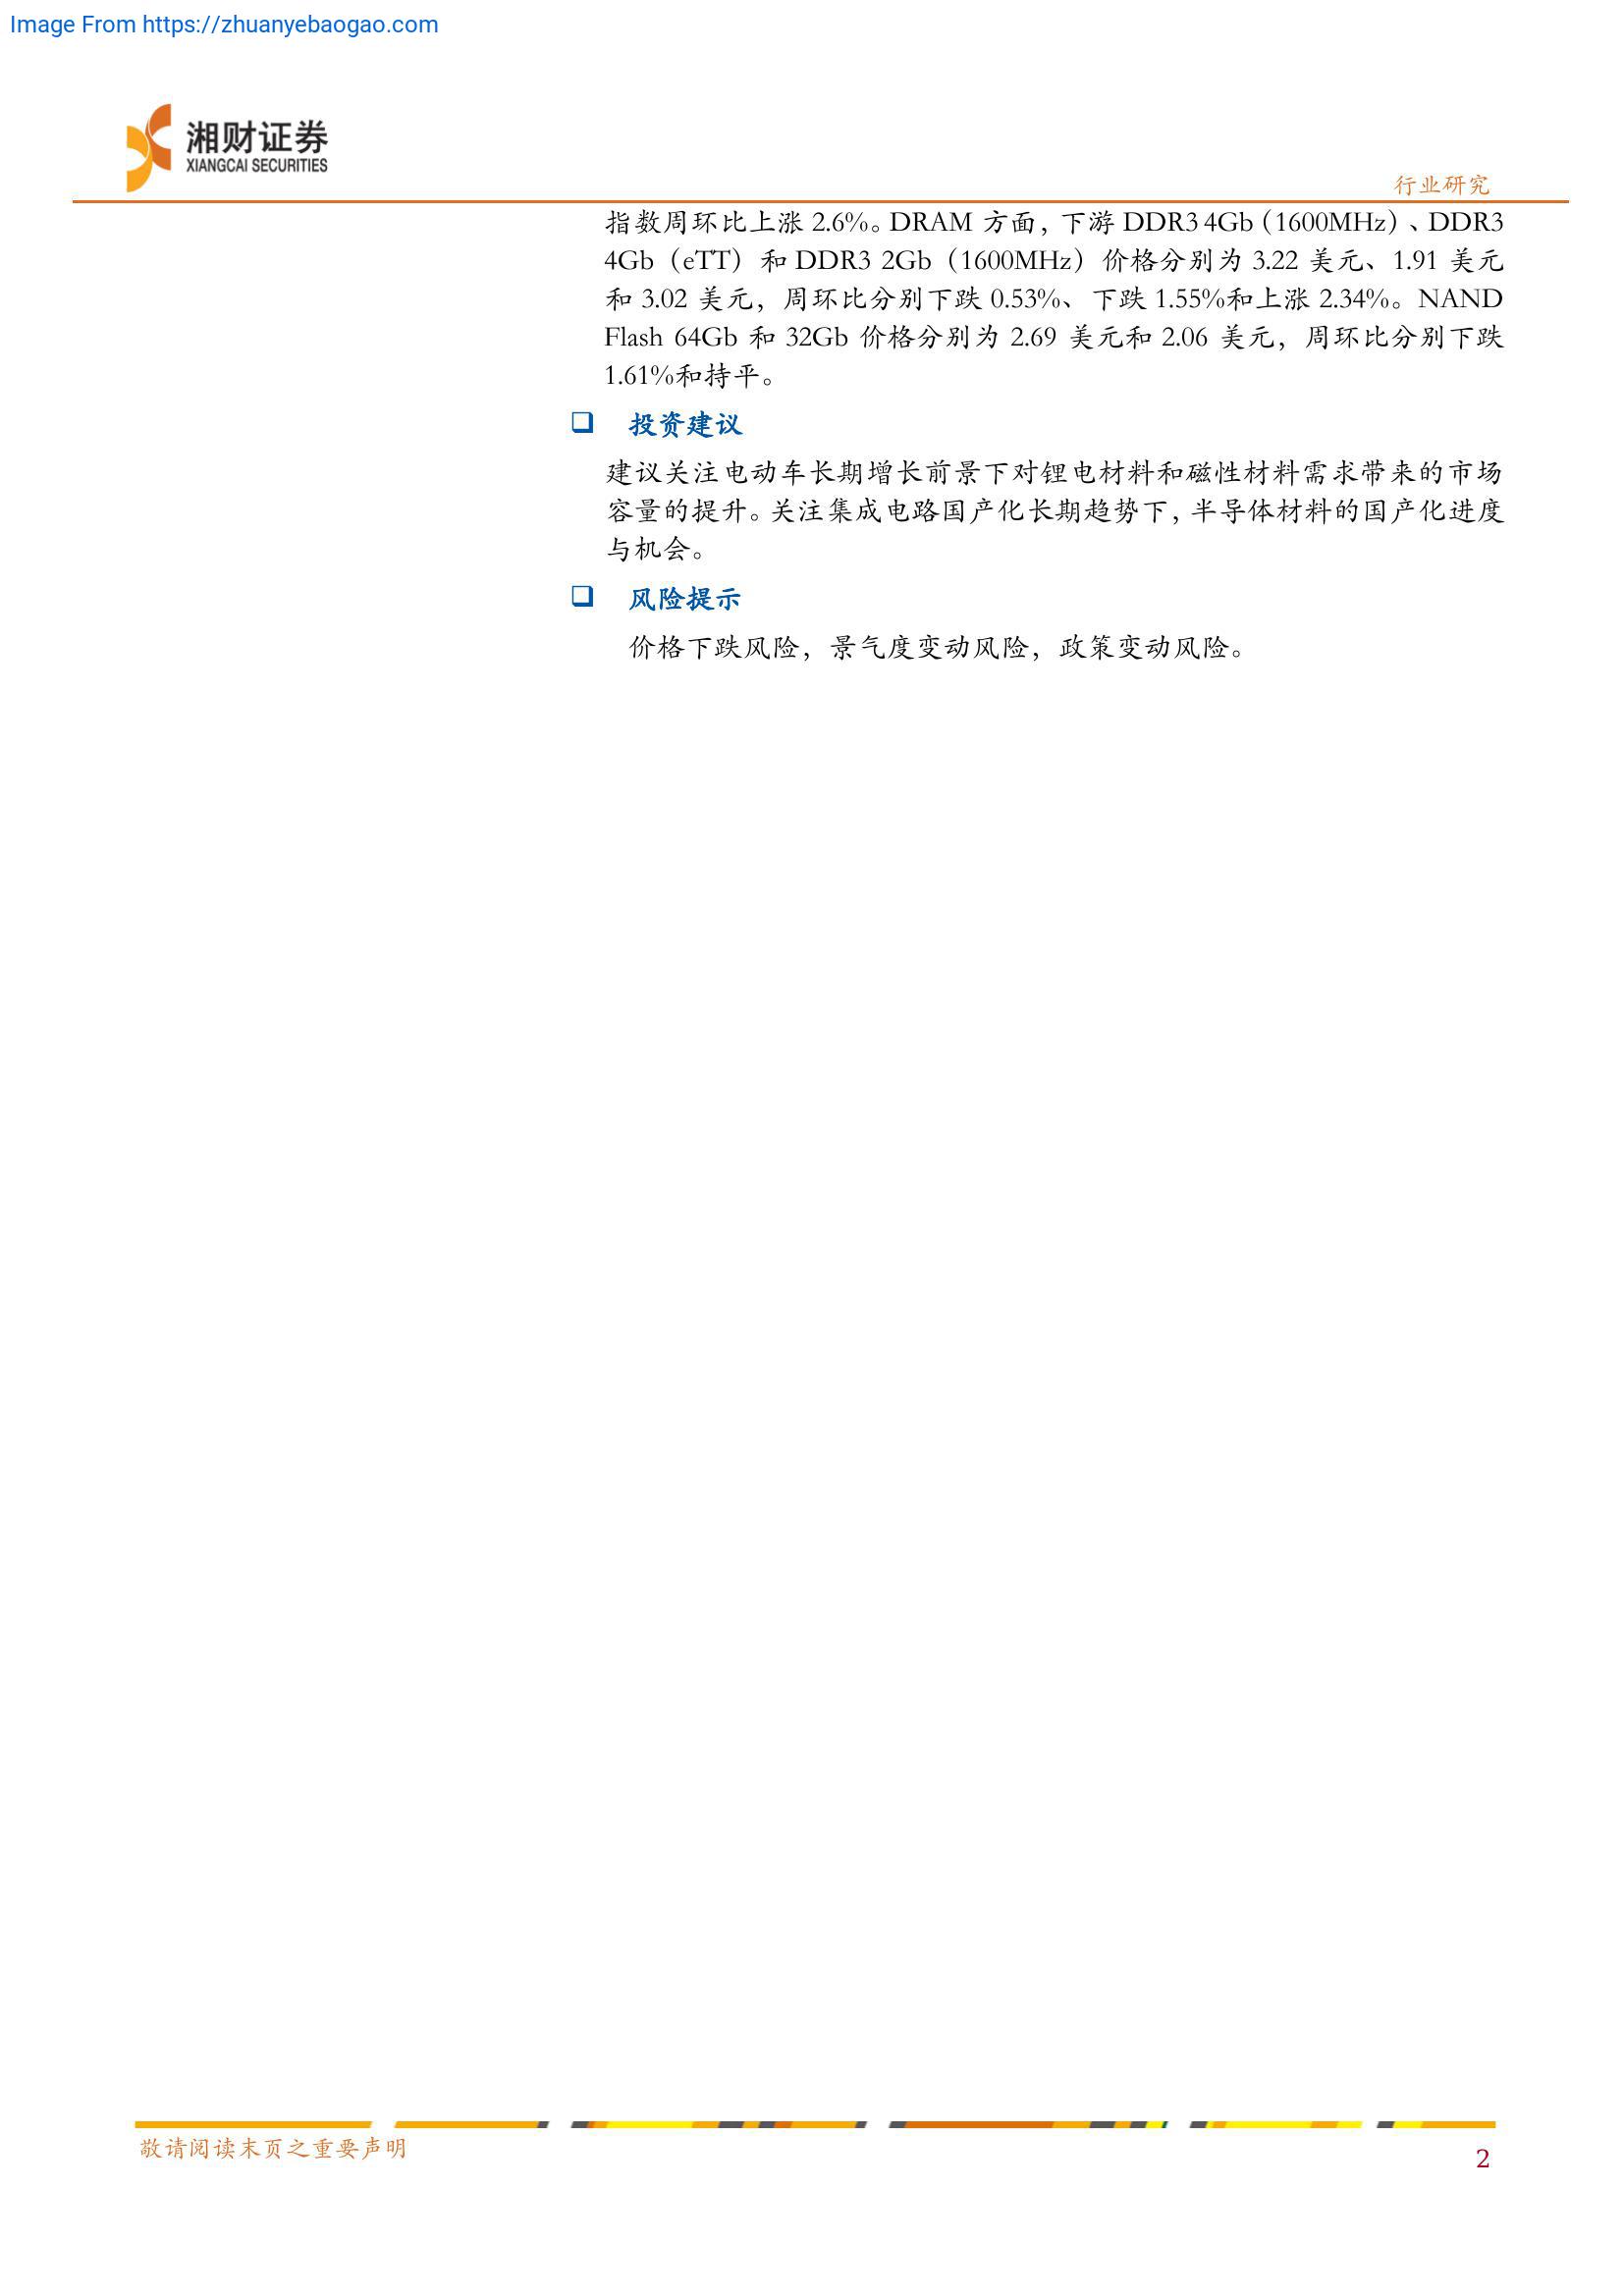 Image From https://zhuanyebaogao.com
湘财证券
XIANGCAI SECURITIES
行业研究
指数周环比上涨 2.6%。DRAM 方面，下游 DDR3 4Gb（1600MHz）、DDR3
4Gb（eTT）和 DDR3 2Gb（1600MHz）价格分别为 3.22 美元、1.91 美元
和 3.02 美元，周环比分别下跌 0.53%、下跌 1.55%和上涨 2.34%。NAND
Flash 64Gb 和 32Gb 价格分别为 2.69 美元和 2.06 美元，周环比分别下跌
1.61%和持平。
❑ 投资建议
建议关注电动车长期增长前景下对锂电材料和磁性材料需求带来的市场
容量的提升。关注集成电路国产化长期趋势下，半导体材料的国产化进度
与机会。
❑ 风险提示
价格下跌风险，景气度变动风险，政策变动风险。
敬请阅读末页之重要声明
2